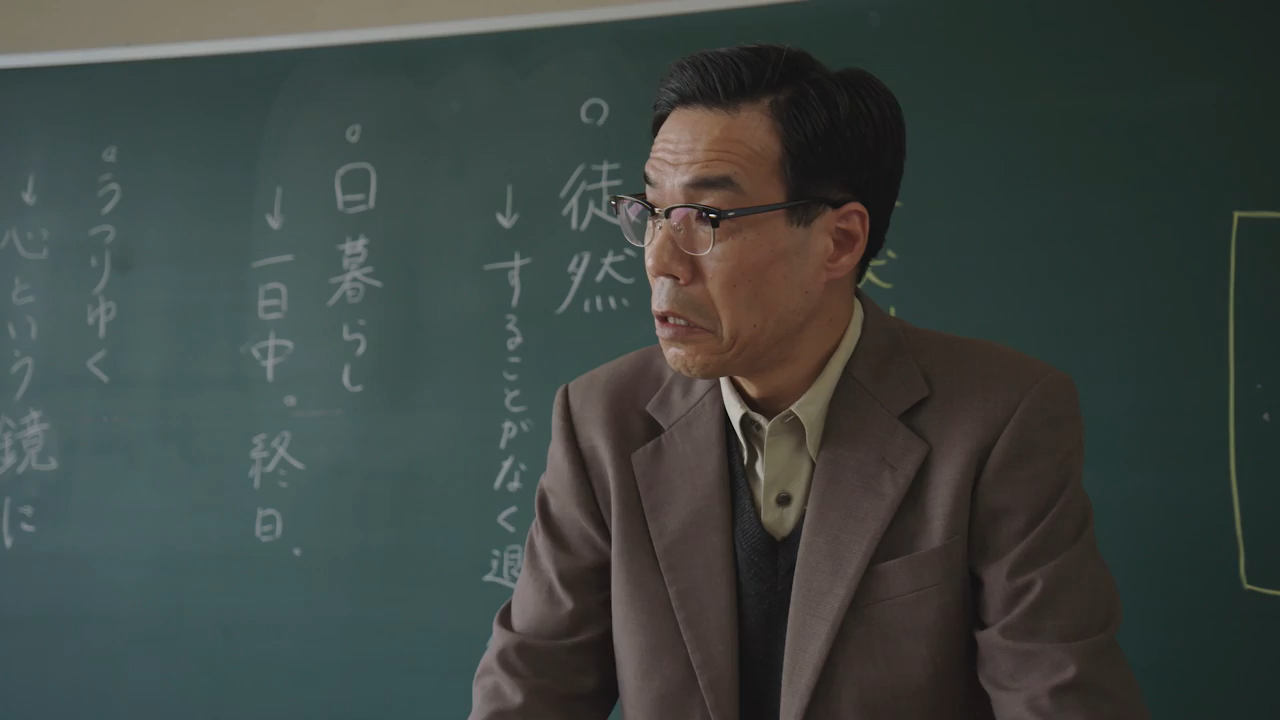 ○徒然
↓することがなく退
○日暮らし
↓一日中。終日.
○うつりゆく
↓心という鏡に